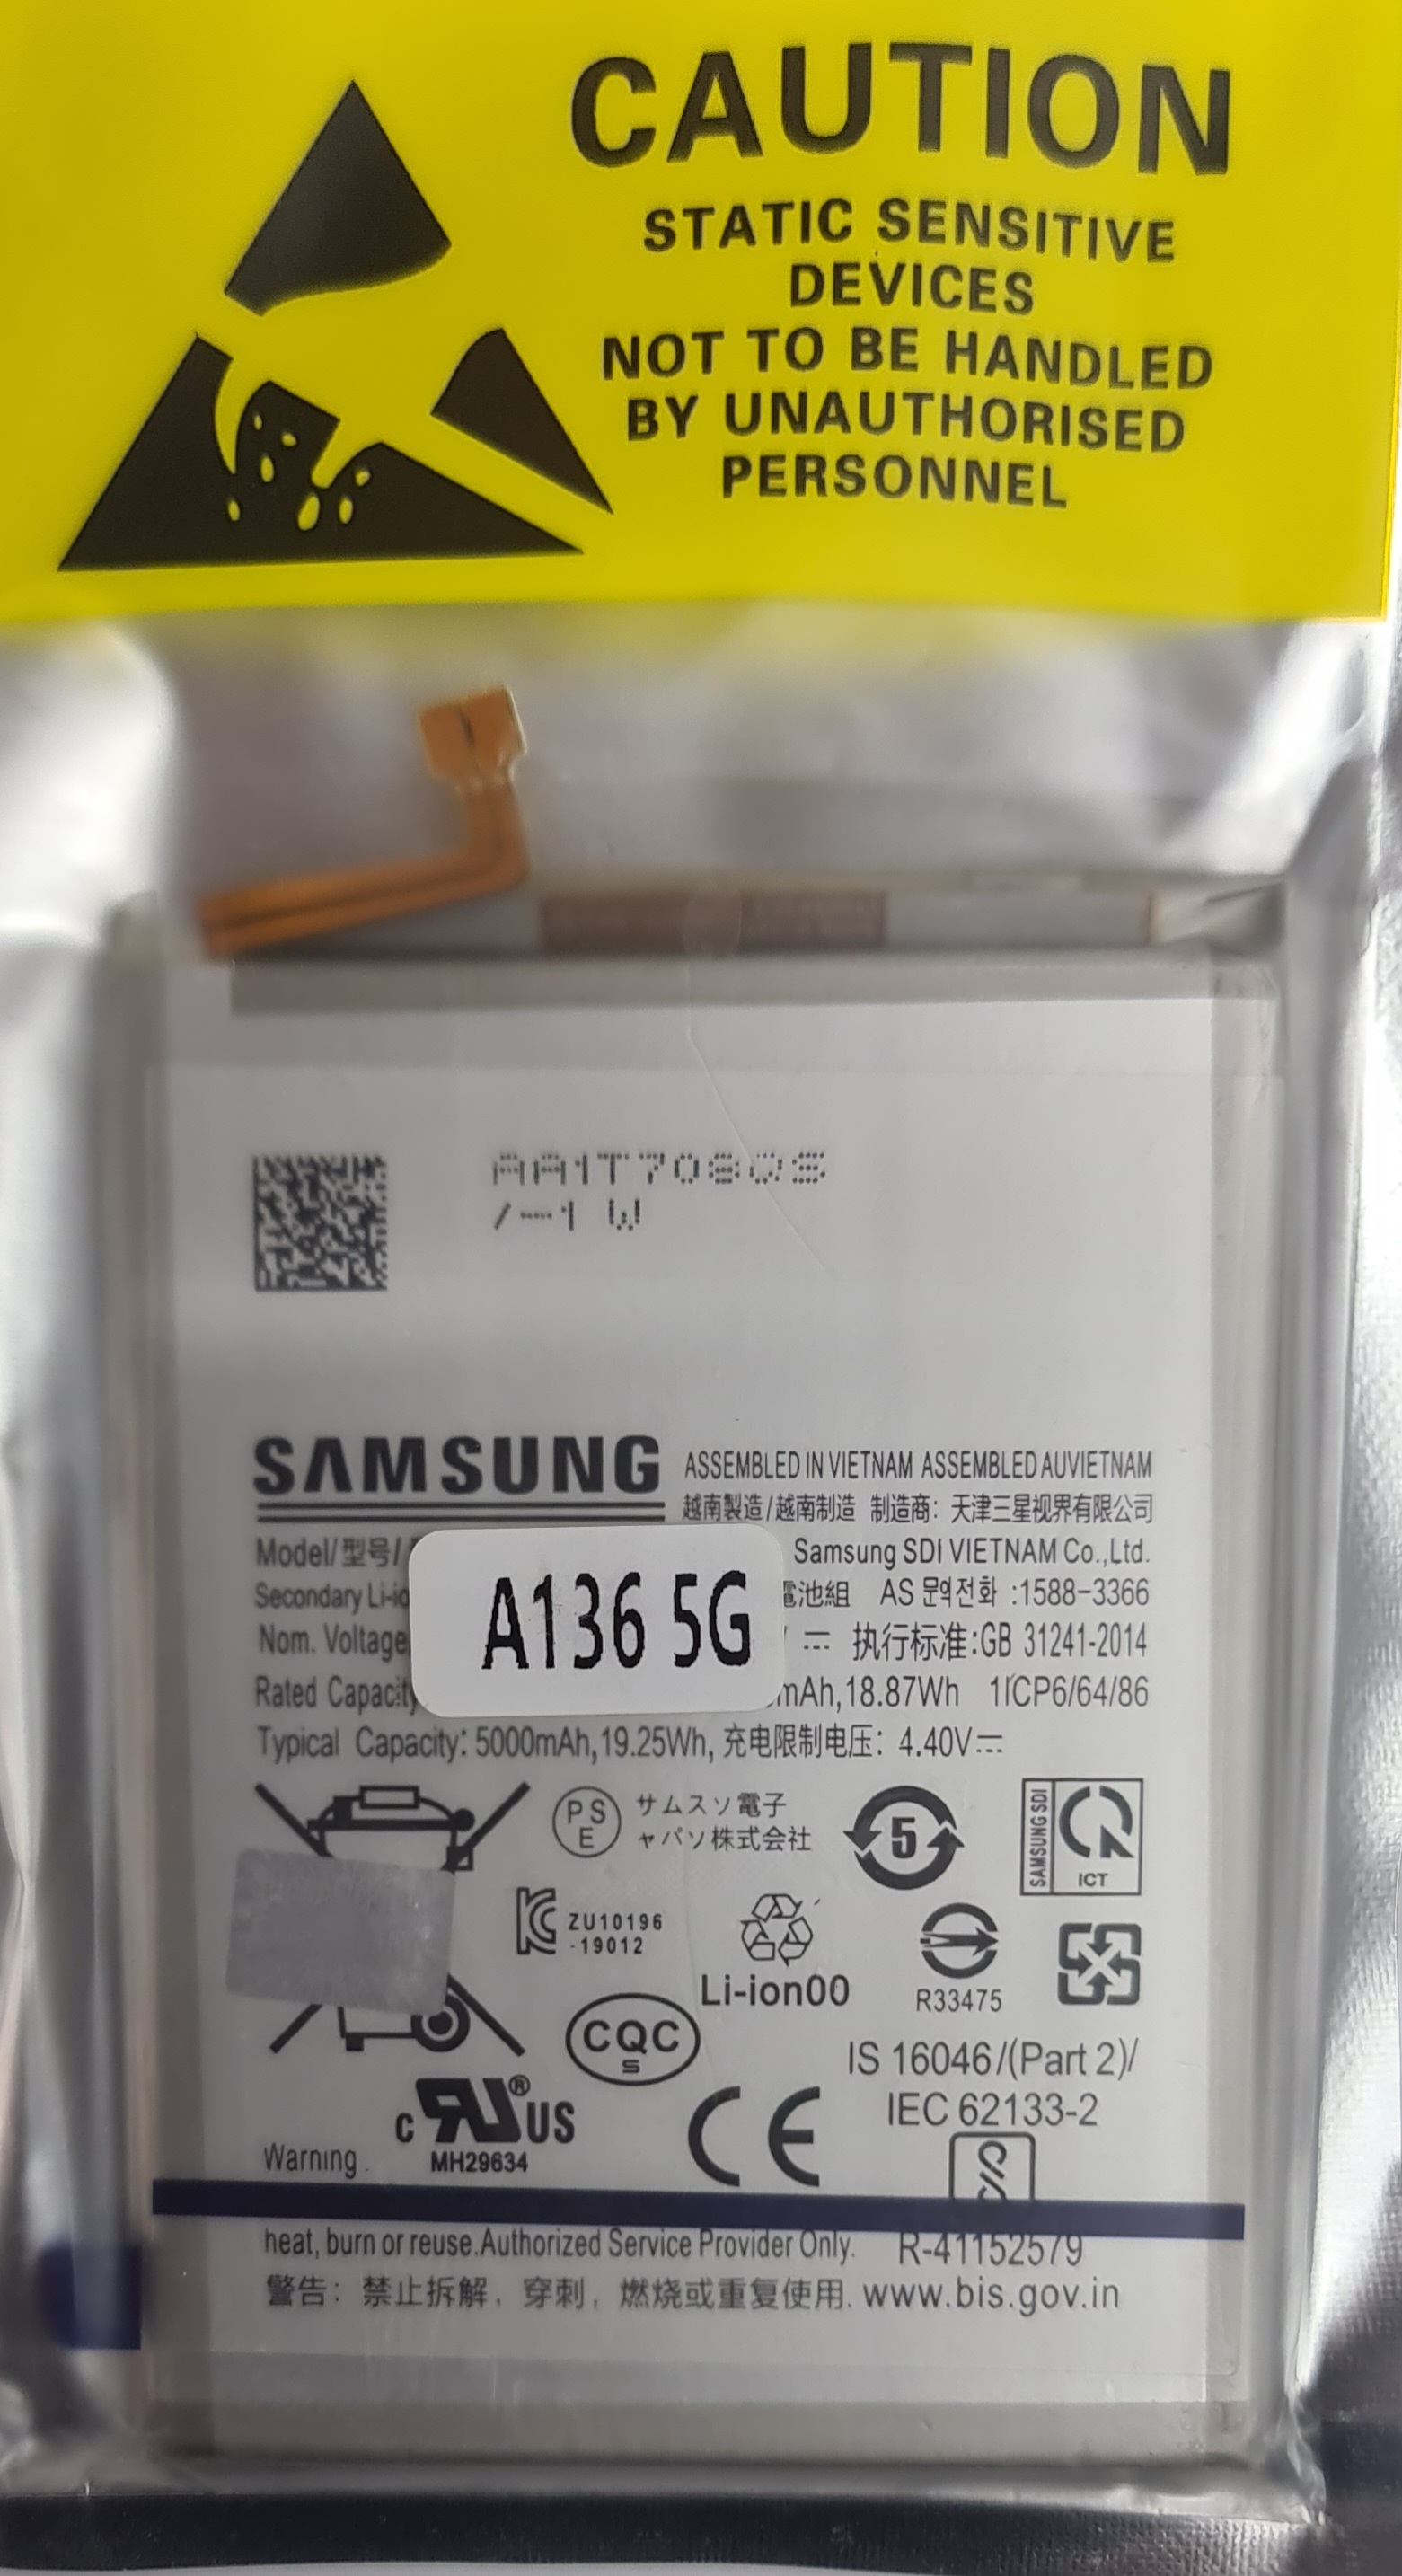 CAUTION
STATIC SENSITIVE
DEVICES
NOT TO BE HANDLED
BY UNAUTHORISED
PERSONNEL
AA1T7080S
/--1 W
SAMSUNG
ASSEMBLED IN VIETNAM ASSEMBLED AUVIETNAM
越南製造/越南制造 制造商: 天津三星视界有限公司
Model/型号/
Samsung SDI VIETNAM Co.,Ltd.
Secondary Li-io
電池組 AS 문역전화 :1588-3366
A136 5G
Nom. Voltage
执行标准:GB 31241-2014
Rated Capacity
mAh,18.87Wh 1ICP6/64/86
Typical Capacity: 5000mAh,19.25Wh, 充电限制电压: 4.40V
PS
E
サムスソ電子
ャパソ株式会社
5
SAMSUNG SDI
ICT
ZU10196
-19012
Li-ion00
R33475
CQC
S
IS 16046/(Part 2)/
IEC 62133-2
c RU ® US
MH29634
CE
Warning
heat, burn or reuse.Authorized Service Provider Only.
R-41152579
警告: 禁止拆解, 穿刺, 燃烧或重复使用. www.bis.gov.in